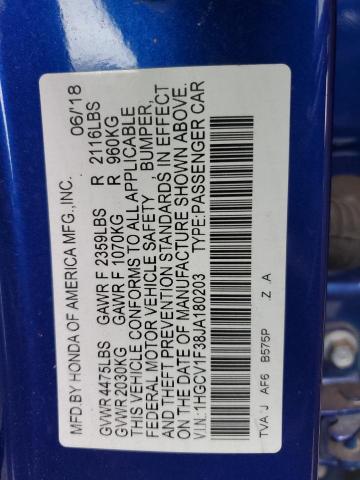 MFD.BY HONDA OF AMERICA MFG.,INC. 06/'18
GVWR 4475LBS GAWR F 2359LBS R 2116LBS
GVWR 2030KG GAWR F 1070KG R 960KG
THIS VEHICLE CONFORMS TO ALL APPLICABLE
FEDERAL MOTOR VEHICLE SAFETY, BUMPER,
AND THEFT PREVENTION STANDARDS IN EFFECT
ON THE DATE OF MANUFACTURE SHOWN ABOVE.
V.I.N.:1HGCV1F38JA180203 TYPE:PASSENGER CAR
TVA J AF6 B575P Z .A